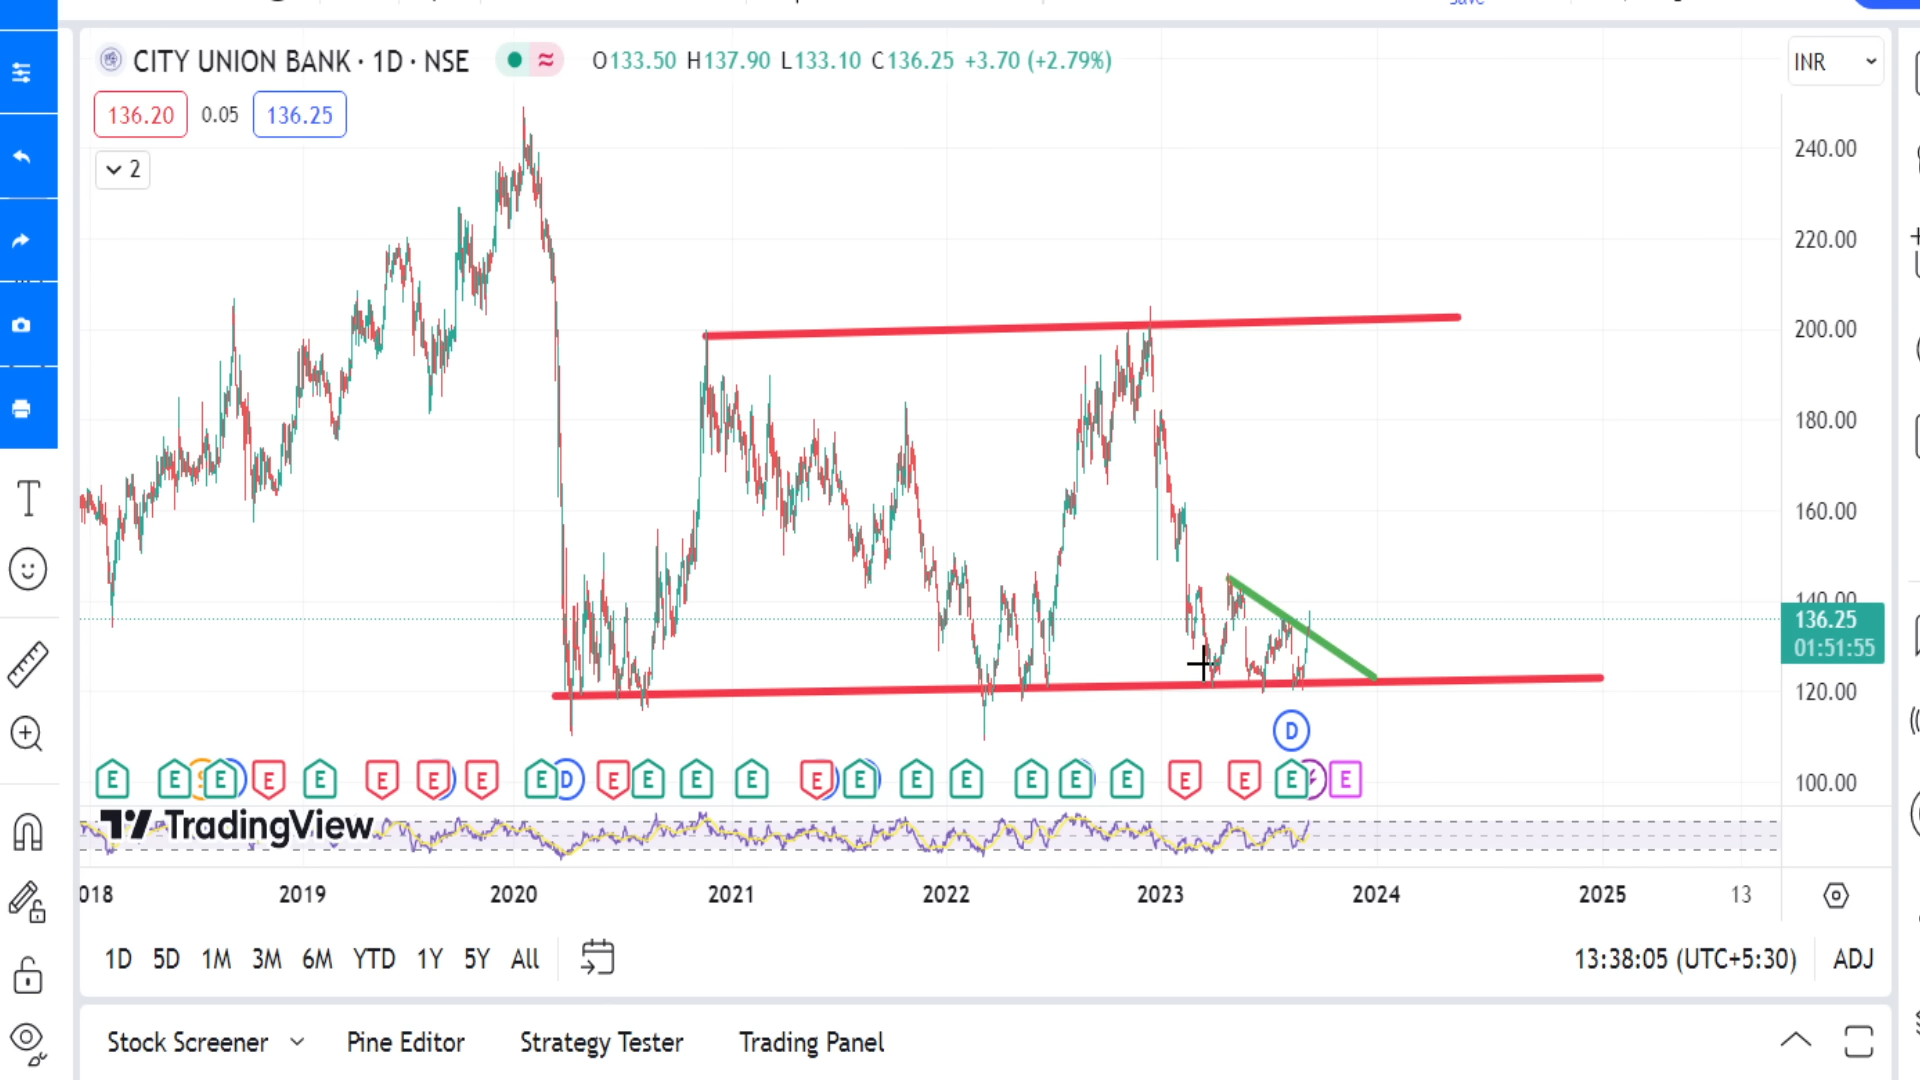 save
CITY UNION BANK · 1D · NSE
O133.50 H137.90 L133.10 C136.25 +3.70 (+2.79%)
INR
136.20 0.05 136.25
2
240.00
220.00
200.00
180.00
160.00
140.00
136.25
01:51:55
120.00
100.00
D
E E E E E E E E E D E E E E E E E E E E E E E E E
TradingView
018 2019 2020 2021 2022 2023 2024 2025 13
1D 5D 1M 3M 6M YTD 1Y 5Y All
13:38:05 (UTC+5:30) ADJ
Stock Screener Pine Editor Strategy Tester Trading Panel